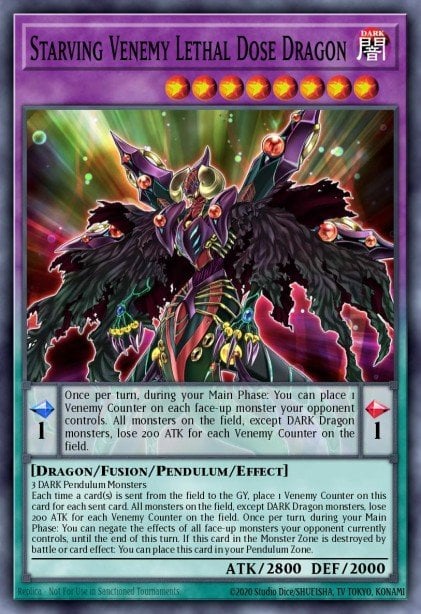 STARVING VENEMY LETHAL DOSE DRAGON
DARK
闇
Once per turn, during your Main Phase: You can place 1
Venemy Counter on each face-up monster your opponent
controls. All monsters on the field, except DARK Dragon
monsters, lose 200 ATK for each Venemy Counter on the
field.
1
1
[DRAGON/FUSION/PENDULUM/EFFECT]
3 DARK Pendulum Monsters
Each time a card(s) is sent from the field to the GY, place 1 Venemy Counter on this
card for each sent card. All monsters on the field, except DARK Dragon monsters, lose
200 ATK for each Venemy Counter on the field. Once per turn, during your Main
Phase: You can negate the effects of all face-up monsters your opponent currently
controls, until the end of this turn. If this card in the Monster Zone is destroyed by
battle or card effect: You can place this card in your Pendulum Zone.
ATK/2800 DEF/2000
Replica - Not For Use in Sanctioned Tournaments
©2020 Studio Dice/SHUEISHA, TV TOKYO, KONAMI